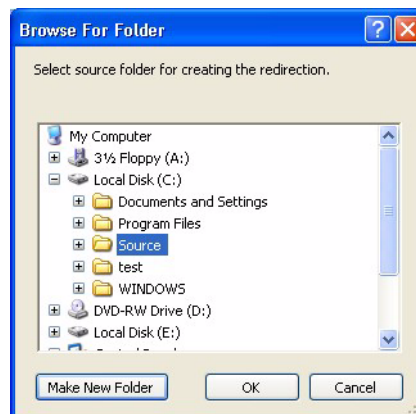 Browse For Folder
Select source folder for creating the redirection.
My Computer
3½ Floppy (A:)
Local Disk (C:)
Documents and Settings
Program Files
Source
test
WINDOWS
DVD-RW Drive (D:)
Local Disk (E:)
Make New Folder
OK
Cancel